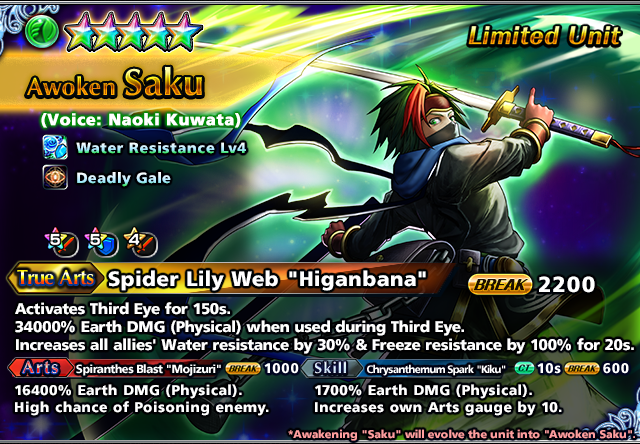 Limited Unit
Awoken Saku
(Voice: Naoki Kuwata)
Water Resistance Lv4
Deadly Gale
5 5 4
True Arts Spider Lily Web "Higanbana" BREAK 2200
Activates Third Eye for 150s.
34000% Earth DMG (Physical) when used during Third Eye.
Increases all allies' Water resistance by 30% & Freeze resistance by 100% for 20s.
Arts Spiranthes Blast "Mojizuri" BREAK 1000
16400% Earth DMG (Physical).
High chance of Poisoning enemy.
Skill Chrysanthemum Spark "Kiku" CT 10s BREAK 600
1700% Earth DMG (Physical).
Increases own Arts gauge by 10.
*Awakening "Saku" will evolve the unit into "Awoken Saku".